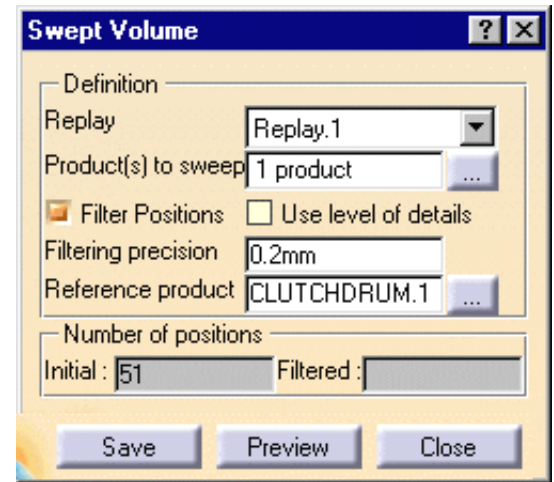 Swept Volume ? X
Definition
Replay Replay.1
Product(s) to sweep 1 product ...
Filter Positions Use level of details
Filtering precision 0.2mm
Reference product CLUTCHDRUM.1 ...
Number of positions
Initial : 51 Filtered :
Save Preview Close